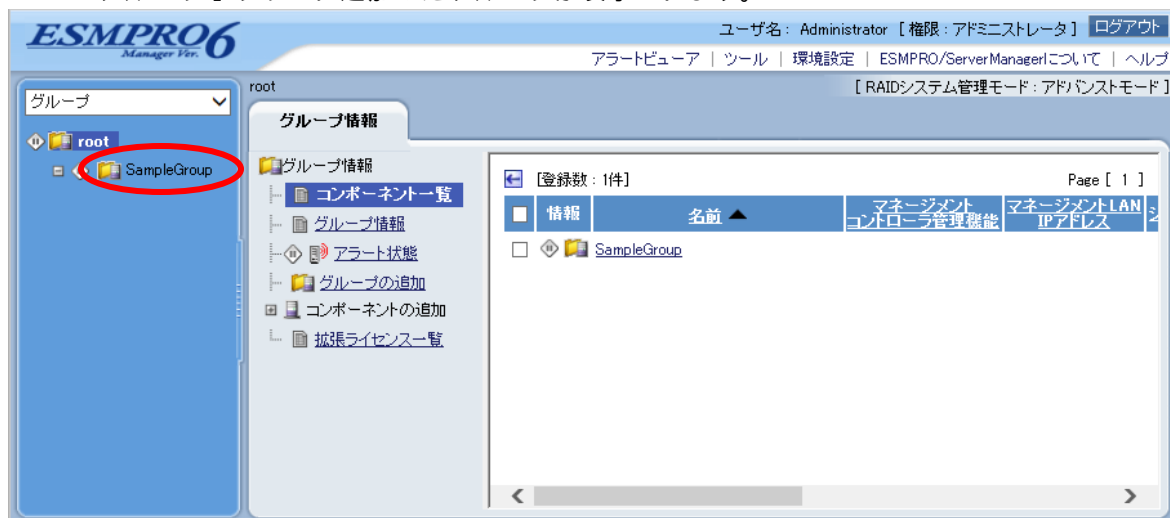 ESMPRO6
Manager Ver.
ユーザ名 : Administrator [ 権限 : アドミニストレータ ] ログアウト
アラートビューア | ツール | 環境設定 | ESMPRO/ServerManagerについて | ヘルプ
グループ
root
SampleGroup
root
[ RAIDシステム管理モード : アドバンストモード ]
グループ情報
グループ情報
コンポーネント一覧
グループ情報
アラート状態
グループの追加
コンポーネントの追加
拡張ライセンス一覧
[登録数 : 1件]
Page [ 1 ]
情報 名前 ▲ マネージメントコントローラ管理機能 マネージメントLAN IPアドレス
SampleGroup